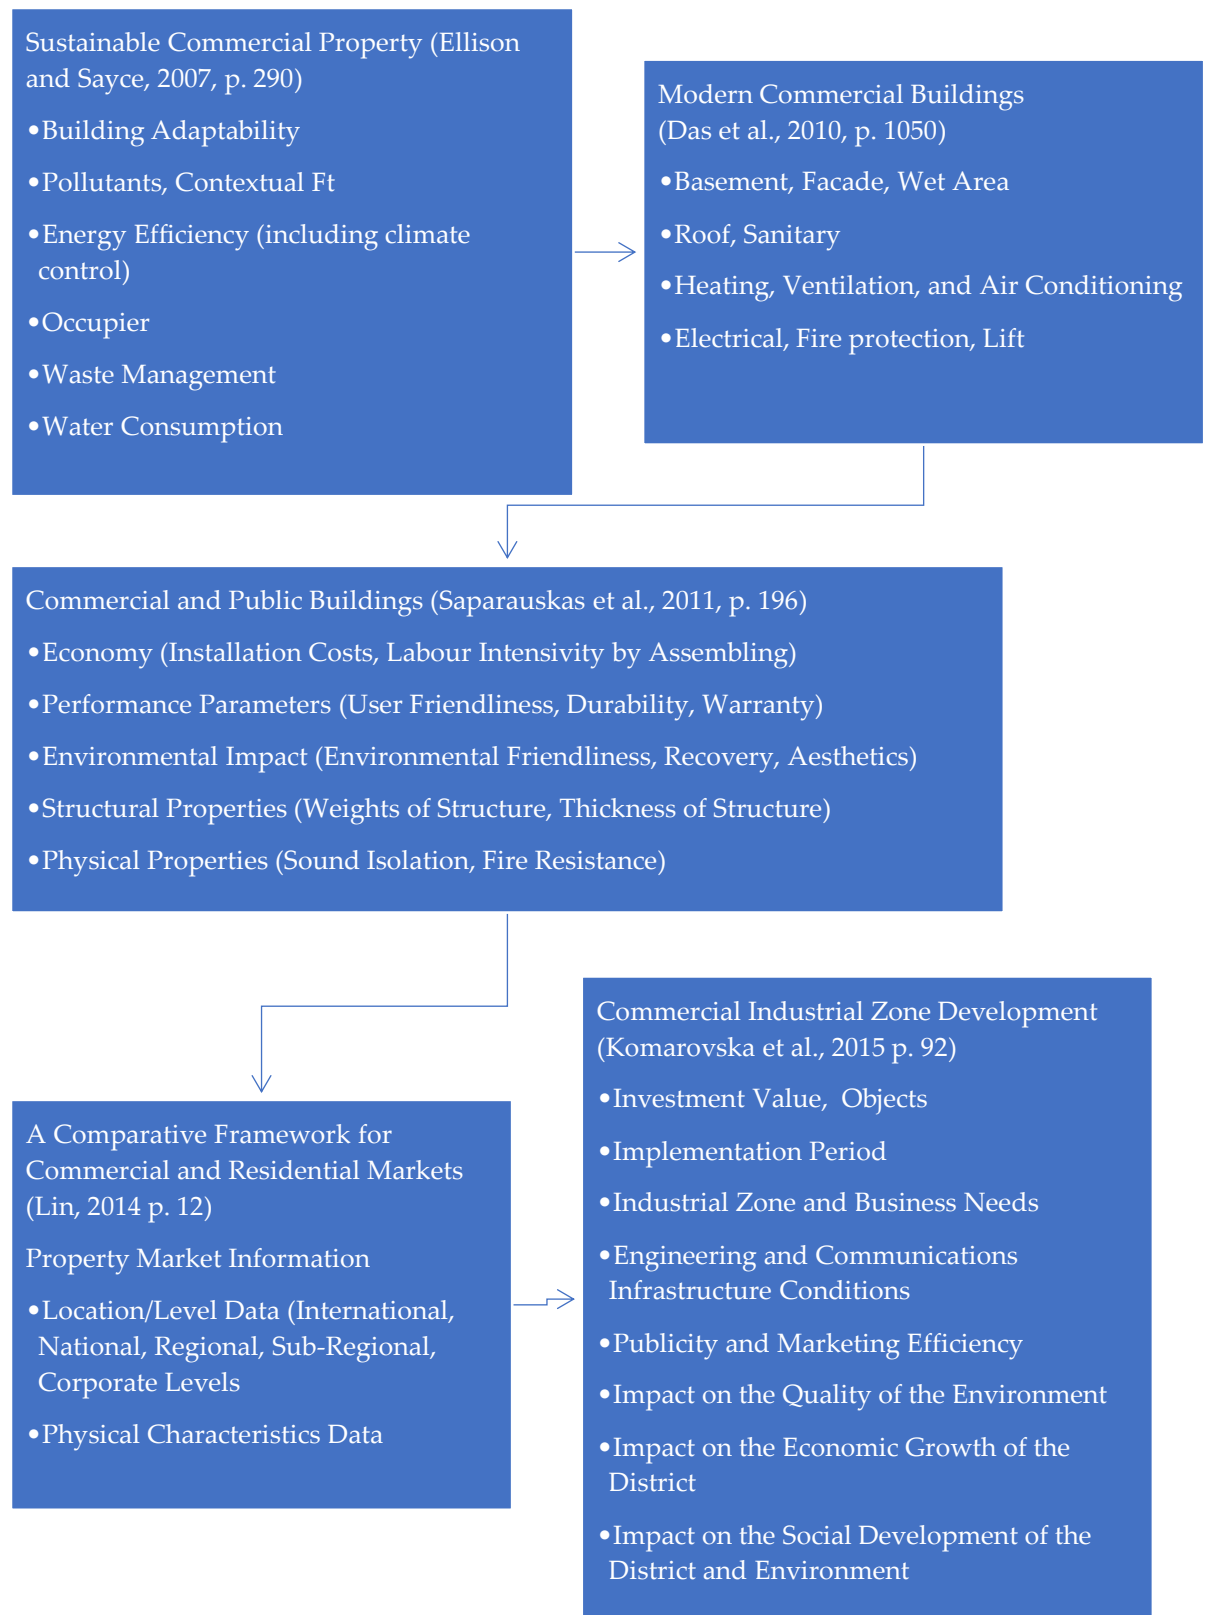 Sustainable Commercial Property (Ellison
and Sayce, 2007, p. 290)
•Building Adaptability
•Pollutants, Contextual Ft
•Energy Efficiency (including climate
control)
•Occupier
•Waste Management
•Water Consumption
Modern Commercial Buildings
(Das et al., 2010, p. 1050)
•Basement, Facade, Wet Area
•Roof, Sanitary
•Heating, Ventilation, and Air Conditioning
•Electrical, Fire protection, Lift
Commercial and Public Buildings (Saparauskas et al., 2011, p. 196)
•Economy (Installation Costs, Labour Intensivity by Assembling)
•Performance Parameters (User Friendliness, Durability, Warranty)
•Environmental Impact (Environmental Friendliness, Recovery, Aesthetics)
•Structural Properties (Weights of Structure, Thickness of Structure)
•Physical Properties (Sound Isolation, Fire Resistance)
A Comparative Framework for
Commercial and Residential Markets
(Lin, 2014 p. 12)
Property Market Information
•Location/Level Data (International,
National, Regional, Sub-Regional,
Corporate Levels
•Physical Characteristics Data
Commercial Industrial Zone Development
(Komarovska et al., 2015 p. 92)
•Investment Value,  Objects
•Implementation Period
•Industrial Zone and Business Needs
•Engineering and Communications
Infrastructure Conditions
•Publicity and Marketing Efficiency
•Impact on the Quality of the Environment
•Impact on the Economic Growth of the
District
•Impact on the Social Development of the
District and Environment